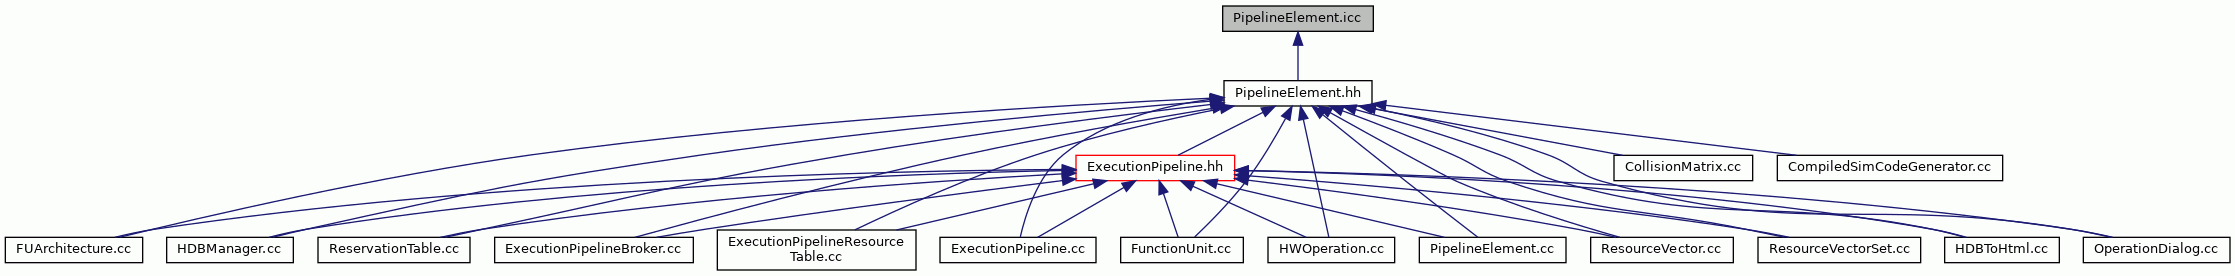 PipelineElement.icc
PipelineElement.hh
ExecutionPipeline.hh
CollisionMatrix.cc
CompiledSimCodeGenerator.cc
FUArchitecture.cc
HDBManager.cc
ReservationTable.cc
ExecutionPipelineBroker.cc
ExecutionPipelineResource
Table.cc
ExecutionPipeline.cc
FunctionUnit.cc
HWOperation.cc
PipelineElement.cc
ResourceVector.cc
ResourceVectorSet.cc
HDBToHtml.cc
OperationDialog.cc